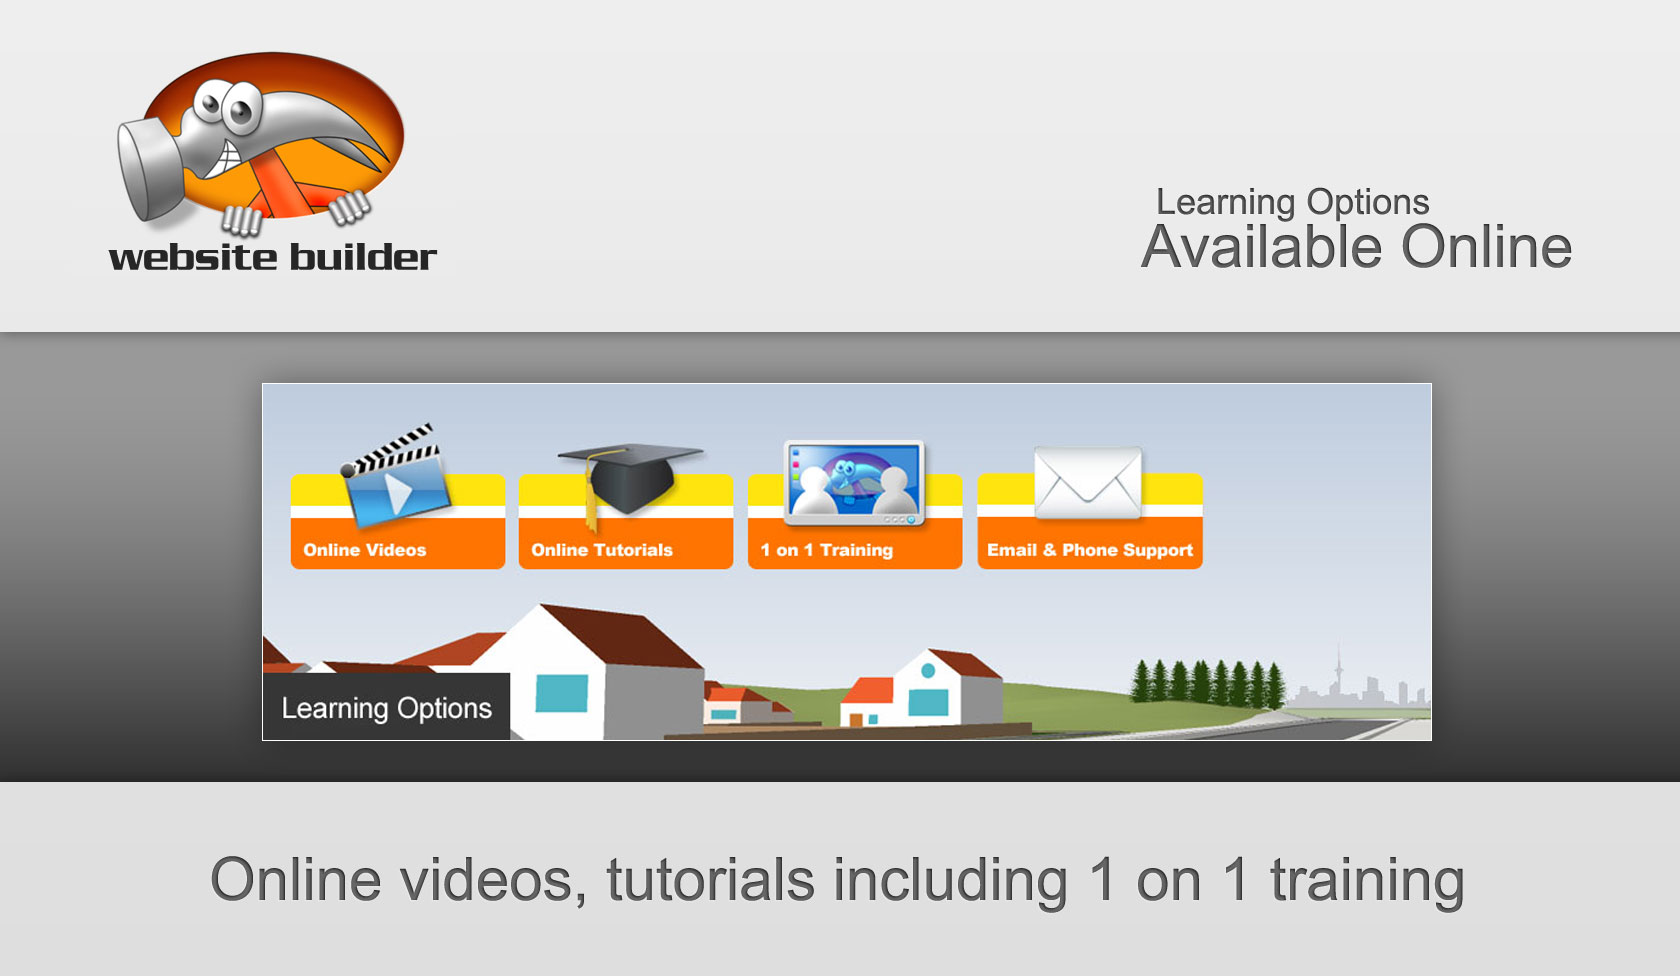 website builder
Learning Options
Available Online
Online Videos
Online Tutorials
1 on 1 Training
Email & Phone Support
Learning Options
Online videos, tutorials including 1 on 1 training